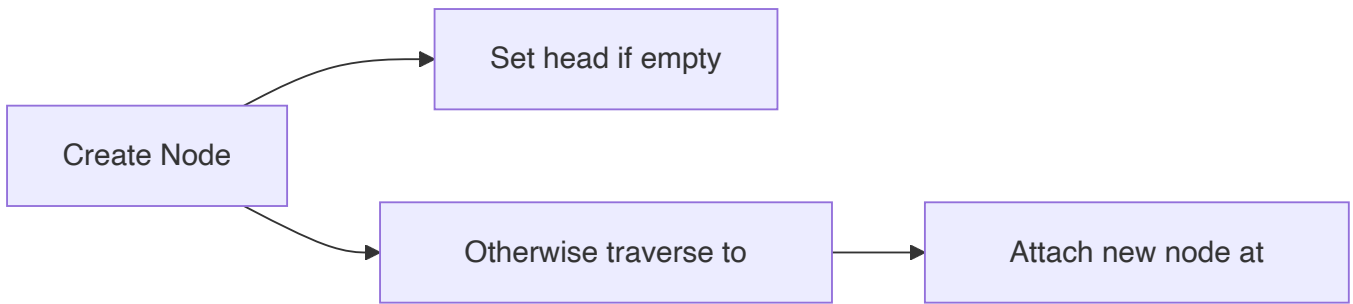 Set head if empty
Create Node
Otherwise traverse to
Attach new node at